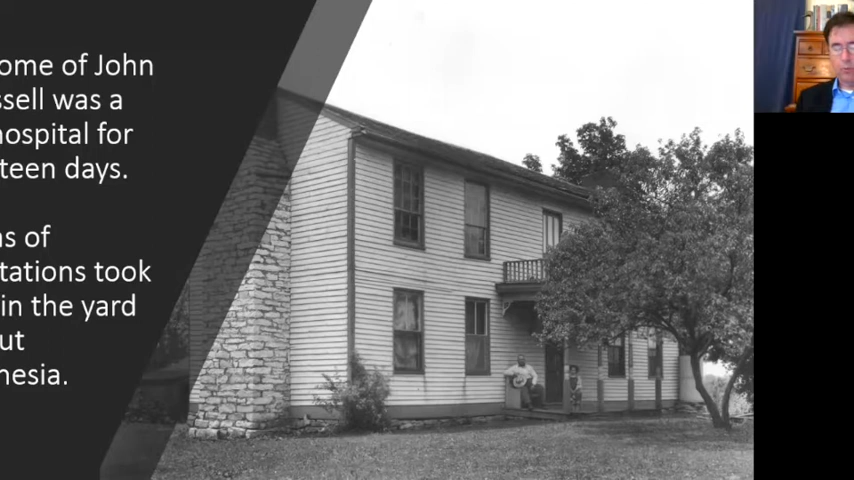 ome of John
ssell was a
hospital for
teen days.
ns of
tations took
in the yard
ut
nesia.